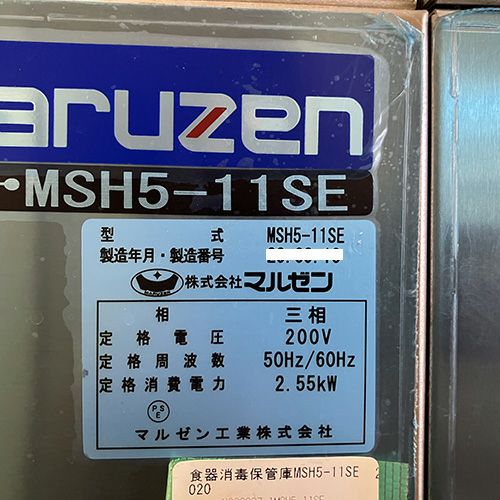 aruzen
MSH5-11SE
型 式 MSH5-11SE
製造年月・製造番号
株式会社マルゼン
相 三相
定格電圧 200V
定格周波数 50Hz/60Hz
定格消費電力 2.55kW
PS
E
マルゼン工業株式会社
食器消毒保管庫MSH5-11SE 2
020